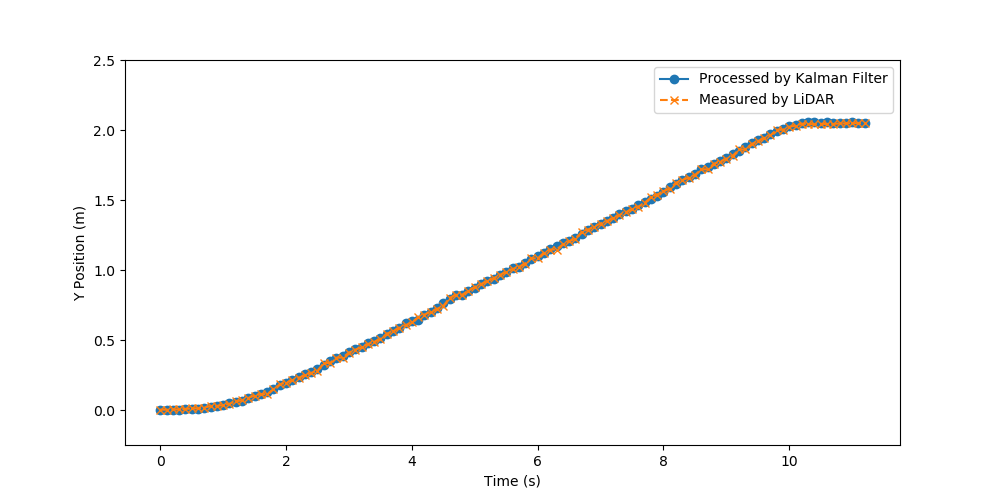 Processed by Kalman Filter
Measured by LiDAR
Y Position (m)
2.5
2.0
1.5
1.0
0.5
0.0
0 2 4 6 8 10
Time (s)